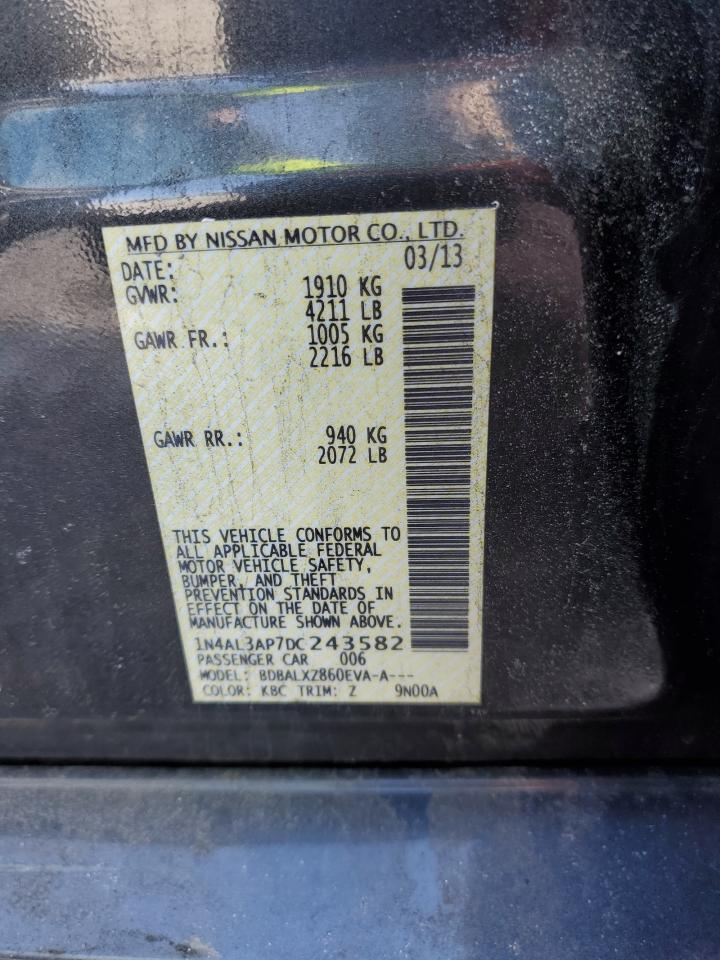 MFD BY NISSAN MOTOR CO., LTD.
DATE: 03/13
GVWR: 1910 KG
4211 LB
GAWR FR.: 1005 KG
2216 LB
GAWR RR.: 940 KG
2072 LB
THIS VEHICLE CONFORMS TO
ALL APPLICABLE FEDERAL
MOTOR VEHICLE SAFETY,
BUMPER, AND THEFT
PREVENTION STANDARDS IN
EFFECT ON THE DATE OF
MANUFACTURE SHOWN ABOVE.
1N4AL3AP7DC243582
PASSENGER CAR 006
MODEL: BDBALXZ860EVA-A---
COLOR: KBC TRIM: Z 9N00A